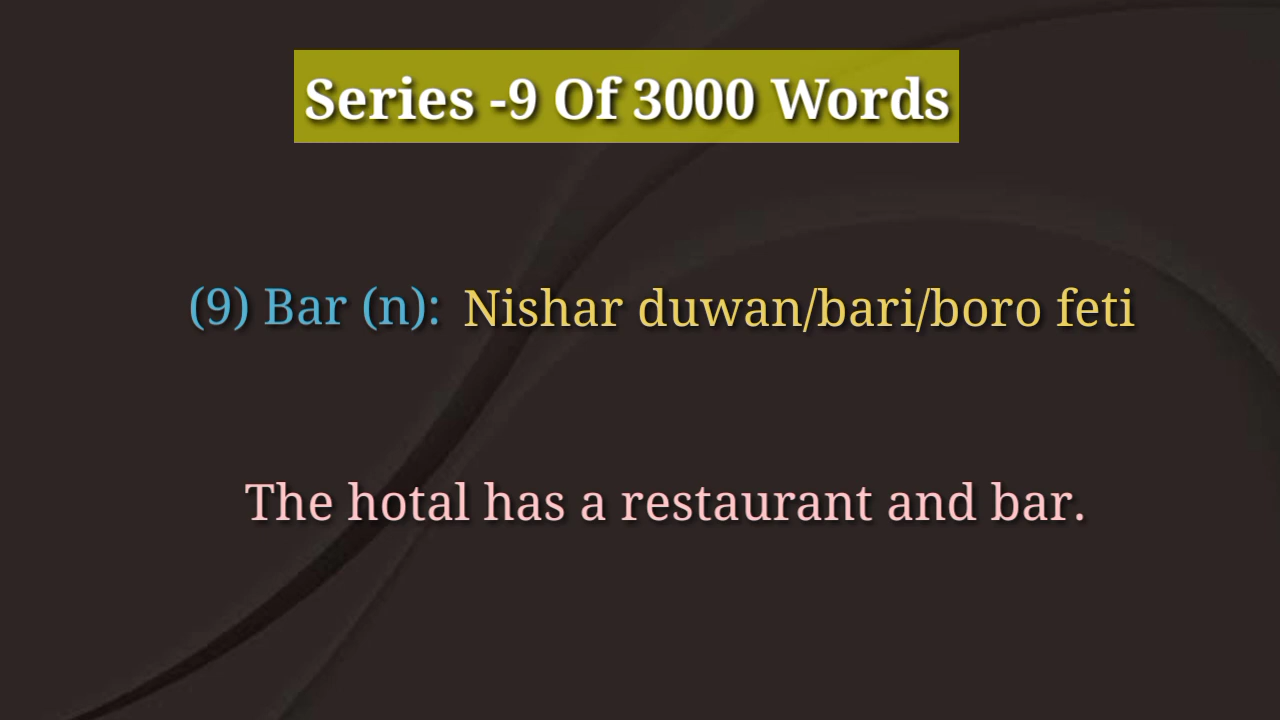 Series -9 Of 3000 Words
(9) Bar (n): Nishar duwan/bari/boro feti
The hotal has a restaurant and bar.